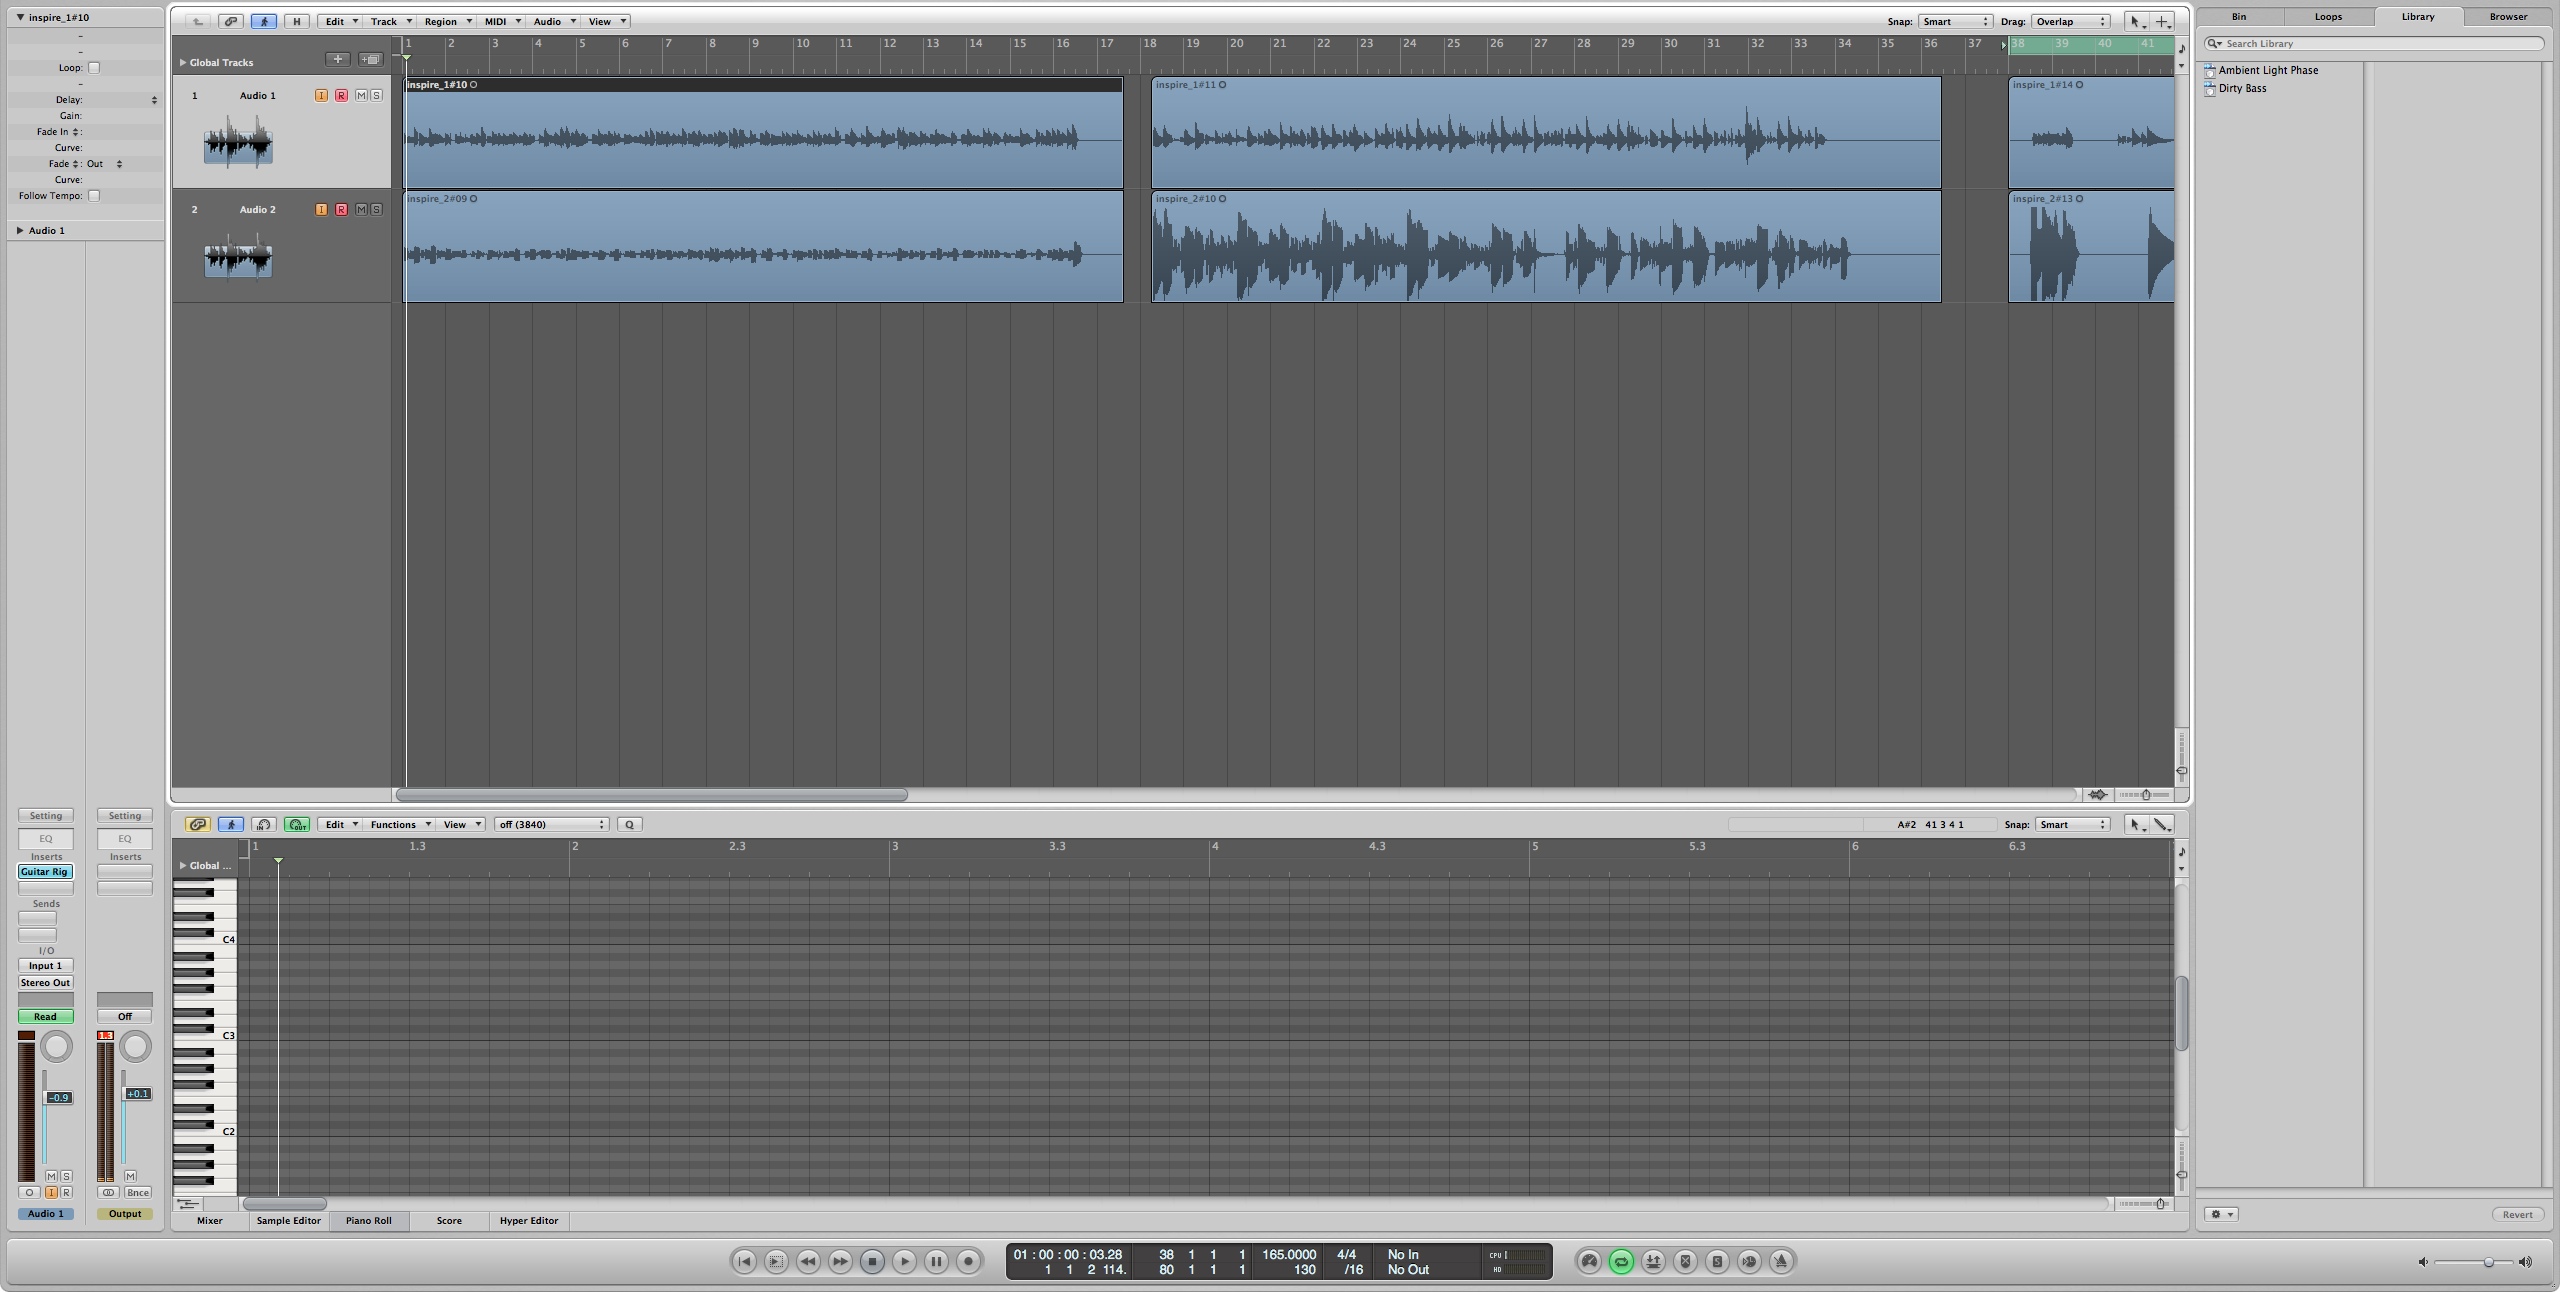 inspire_1#10
-
-
Loop:
-
Delay:
Gain:
Fade In :
Curve:
Fade : Out
Curve:
Follow Tempo:
Audio 1
Setting Setting
EQ EQ
Inserts Inserts
Guitar Rig
Sends
I/O
Input 1
Stereo Out
Read Off
1.3
-0.9 +0.1
M S M
I R Bnce
Audio 1 Output
H Edit Track Region MIDI Audio View Snap: Smart Drag: Overlap
1 2 3 4 5 6 7 8 9 10 11 12 13 14 15 16 17 18 19 20 21 22 23 24 25 26 27 28 29 30 31 32 33 34 35 36 37 38 39 40 41
Global Tracks
1 Audio 1 I R M S
inspire_1#10 inspire_1#11 inspire_1#14
2 Audio 2 I R M S
inspire_2#09 inspire_2#10 inspire_2#13
IN OUT Edit Functions View off (3840) Q A#2 41 3 4 1 Snap: Smart
1 1.3 2 2.3 3 3.3 4 4.3 5 5.3 6 6.3
Global ...
C4
C3
C2
Mixer Sample Editor Piano Roll Score Hyper Editor
Bin Loops Library Browser
Search Library
Ambient Light Phase
Dirty Bass
Revert
01 : 00 : 00 : 03.28 38 1 1 1 165.0000 4/4 No In CPU
1 1 2 114. 80 1 1 1 130 /16 No Out HD
S